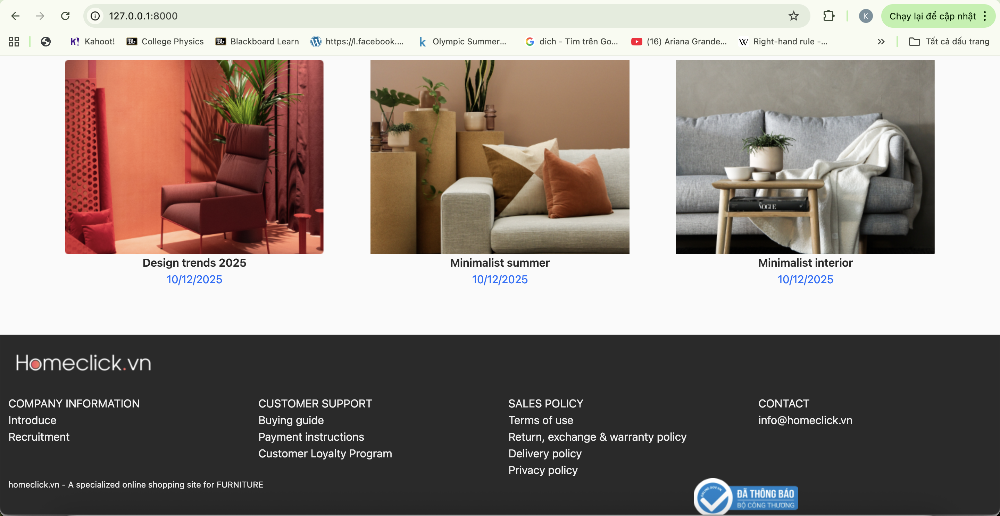 127.0.0.1:8000
Chạy lại để cập nhật
K
K! Kahoot!
Bb College Physics
Bb Blackboard Learn
https://l.facebook....
k Olympic Summer...
dich - Tìm trên Go...
(16) Ariana Grande...
W Right-hand rule -...
Tất cả dấu trang
VOGUE
Design trends 2025
10/12/2025
Minimalist summer
10/12/2025
Minimalist interior
10/12/2025
Homeclick.vn
COMPANY INFORMATION
Introduce
Recruitment
CUSTOMER SUPPORT
Buying guide
Payment instructions
Customer Loyalty Program
SALES POLICY
Terms of use
Return, exchange & warranty policy
Delivery policy
Privacy policy
CONTACT
info@homeclick.vn
homeclick.vn - A specialized online shopping site for FURNITURE
ONLINE.GOV.VN
ĐÃ THÔNG BÁO
BỘ CÔNG THƯƠNG